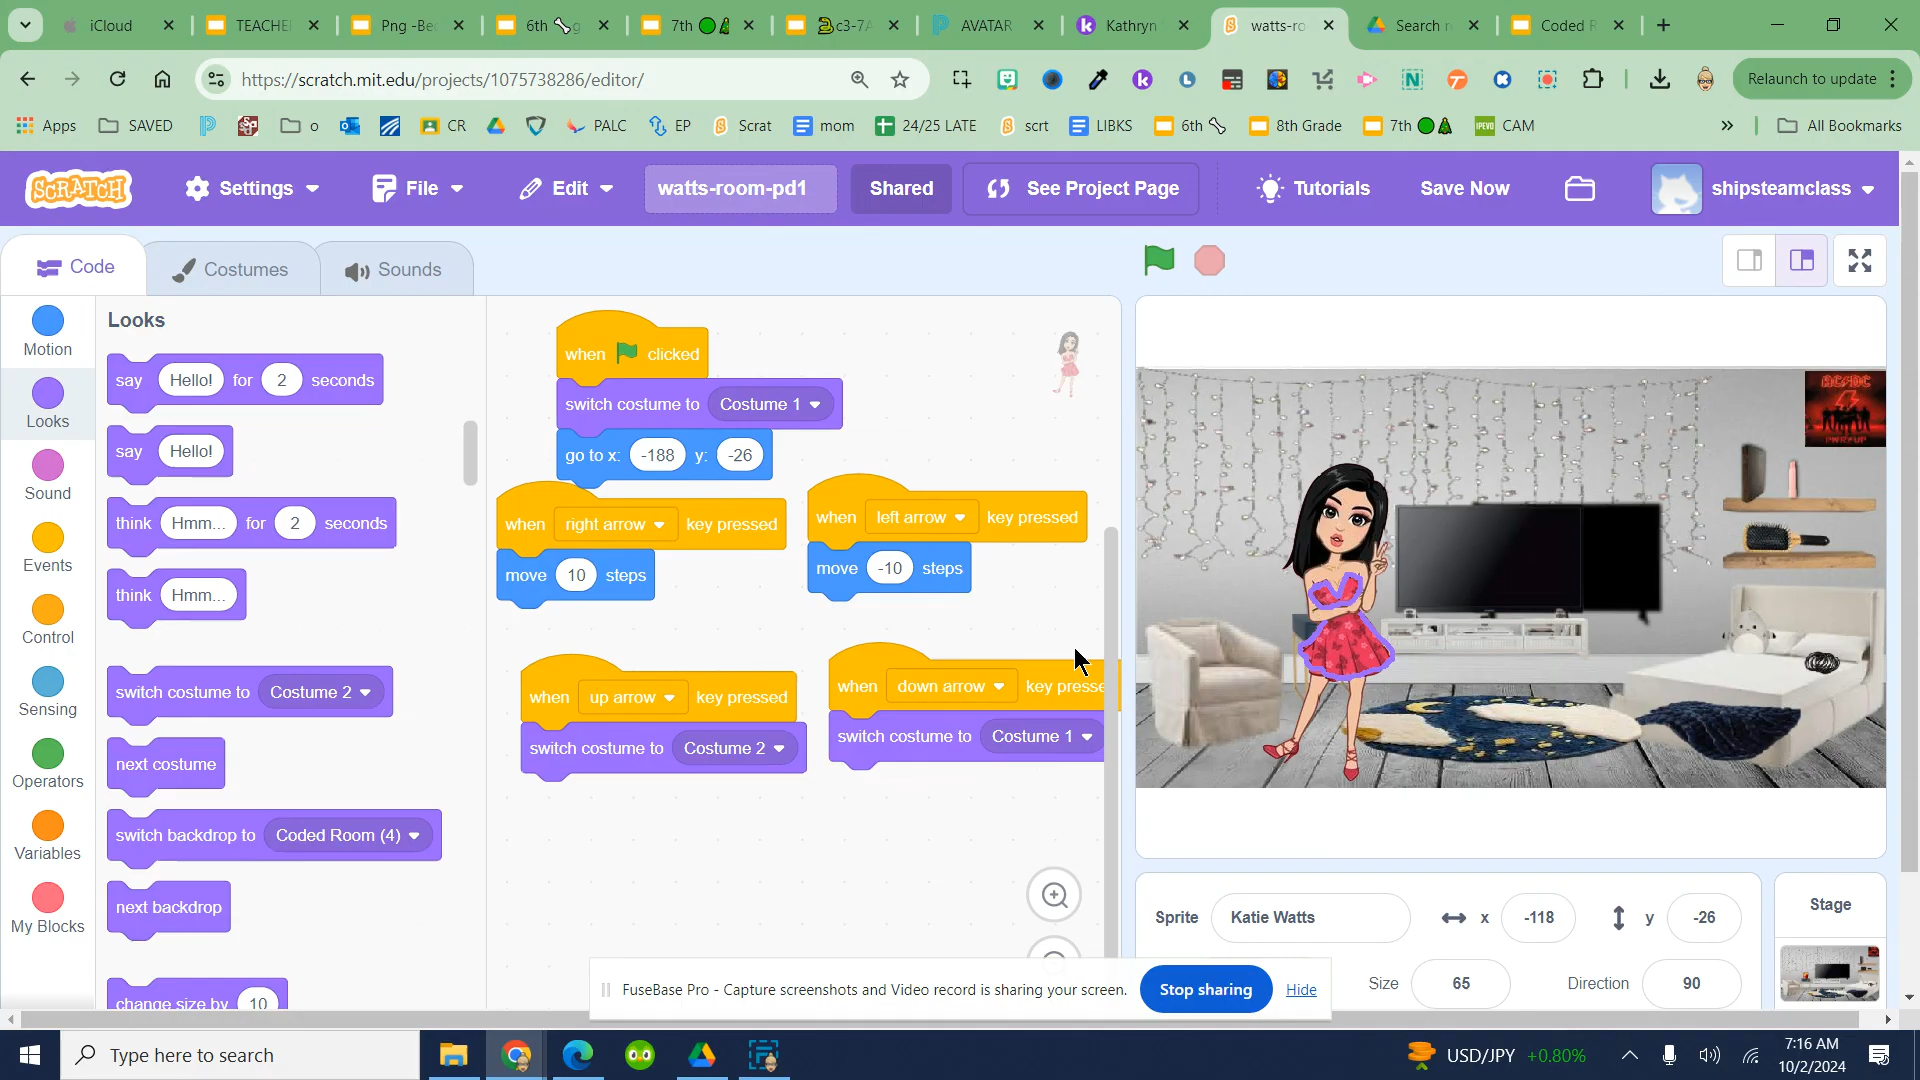 iCloud
TEACHE
Png -Be
6th
7th
c3-7A
AVATAR
Kathryn
watts-ro
Search r
Coded R
https://scratch.mit.edu/projects/1075738286/editor/
Relaunch to update
Apps
SAVED
o
CR
PALC
EP
Scrat
mom
24/25 LATE
scrt
LIBKS
6th
8th Grade
7th
CAM
All Bookmarks
SCRATCH
Settings
File
Edit
watts-room-pd1
Shared
See Project Page
Tutorials
Save Now
shipsteamclass
Code
Costumes
Sounds
Motion
Looks
Sound
Events
Control
Sensing
Operators
Variables
My Blocks
Looks
say Hello! for 2 seconds
say Hello!
think Hmm... for 2 seconds
think Hmm...
switch costume to Costume 2
next costume
switch backdrop to Coded Room (4)
next backdrop
change size by 10
when clicked
switch costume to Costume 1
go to x: -188 y: -26
when right arrow key pressed
move 10 steps
when left arrow key pressed
move -10 steps
when up arrow key pressed
switch costume to Costume 2
when down arrow key presse
switch costume to Costume 1
AC/DC
PWR UP
Sprite Katie Watts x -118 y -26
Size 65 Direction 90
Stage
FuseBase Pro - Capture screenshots and Video record is sharing your screen.
Stop sharing
Hide
Type here to search
USD/JPY +0.80%
7:16 AM
10/2/2024